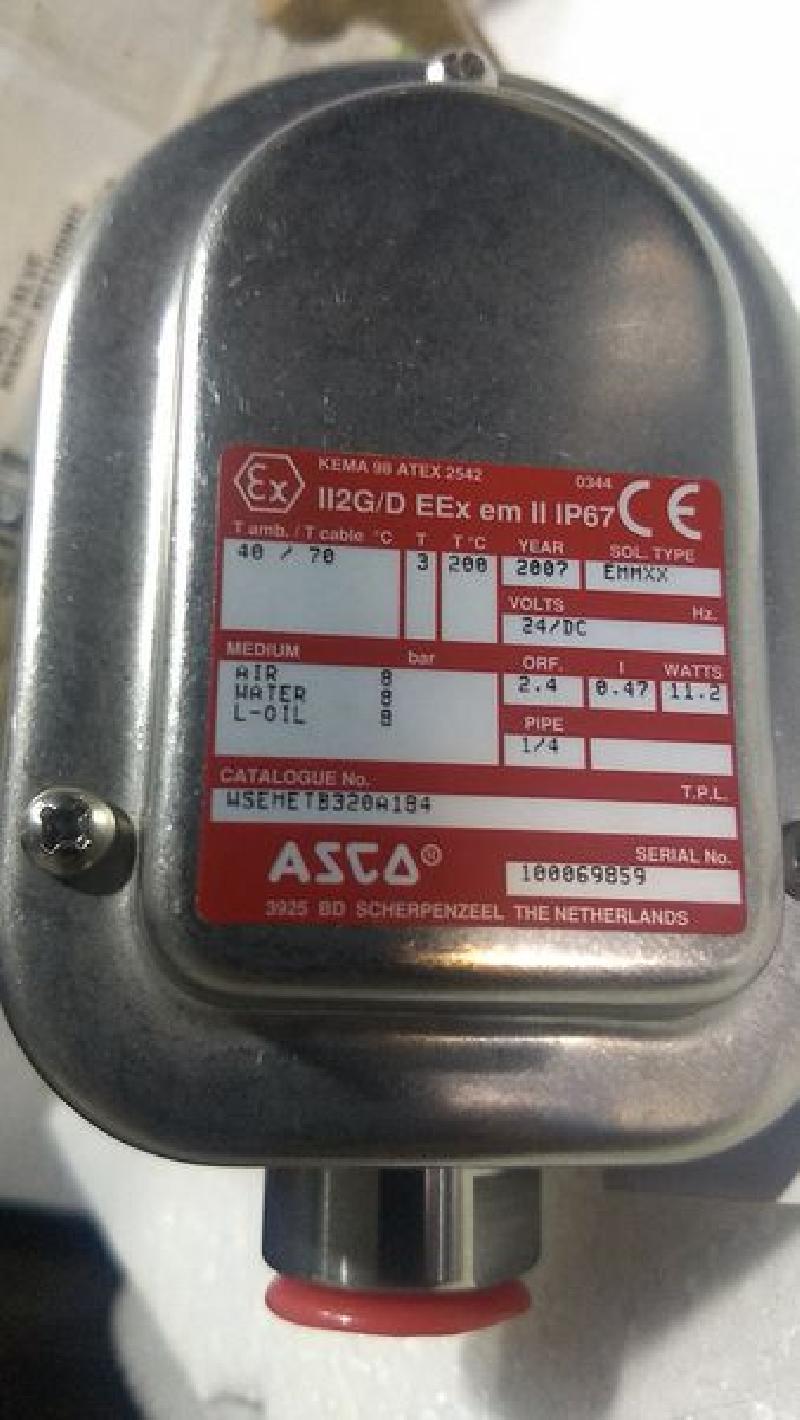 KEMA 98 ATEX 2542 0344
Ex II2G/D EEx em II IP67 CE
T amb. / T cable °C T T °C YEAR SOL. TYPE
40 / 70 3 200 2007 EMMXX
VOLTS Hz.
24/DC
MEDIUM bar ORF. I WATTS
AIR 8 2.4 0.47 11.2
WATER 8
L-OIL 8 PIPE
1/4
CATALOGUE No. T.P.L.
WSEMETB320A184
ASCA® SERIAL No.
100069859
3925 BD SCHERPENZEEL THE NETHERLANDS